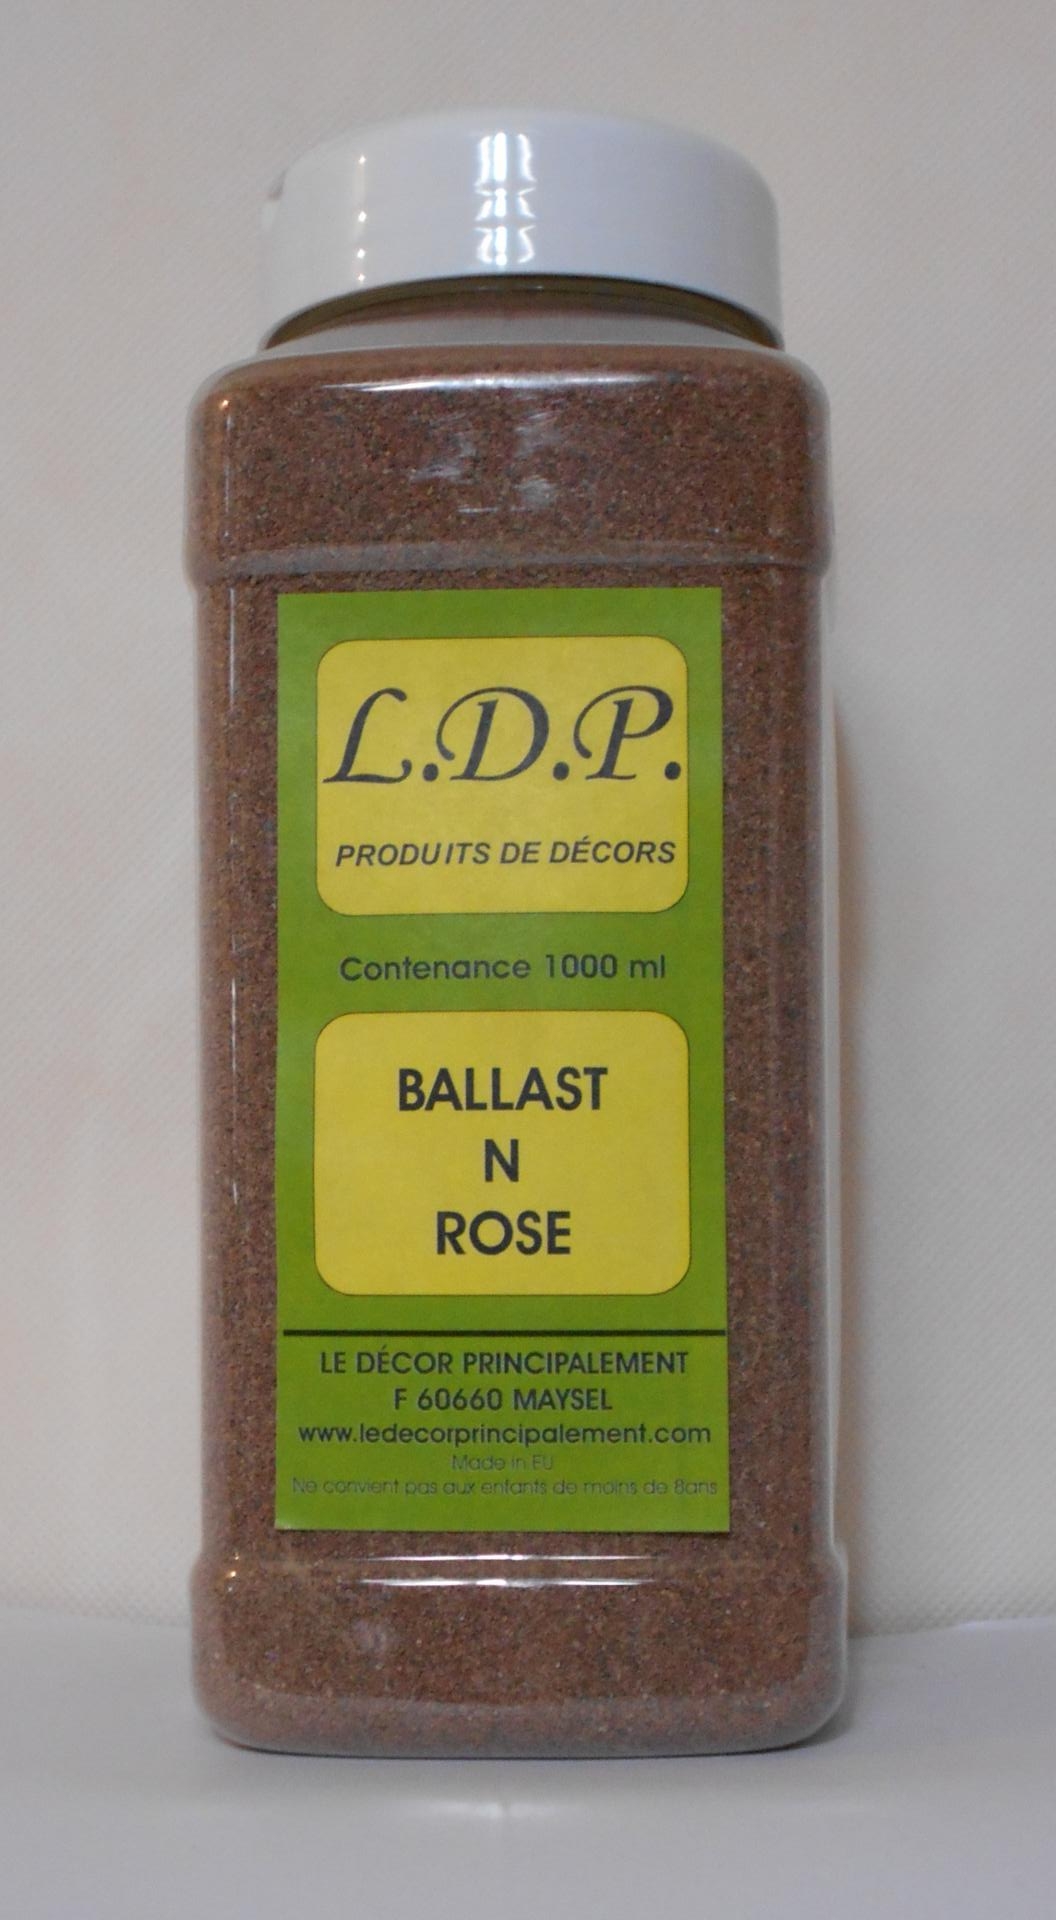 L.D.P.
PRODUITS DE DÉCORS
Contenance 1000 ml
BALLAST
N
ROSE
LE DÉCOR PRINCIPALEMENT
F 60660 MAYSEL
www.ledecorprincipalement.com
Made in EU
Ne convient pas aux enfants de moins de 8ans